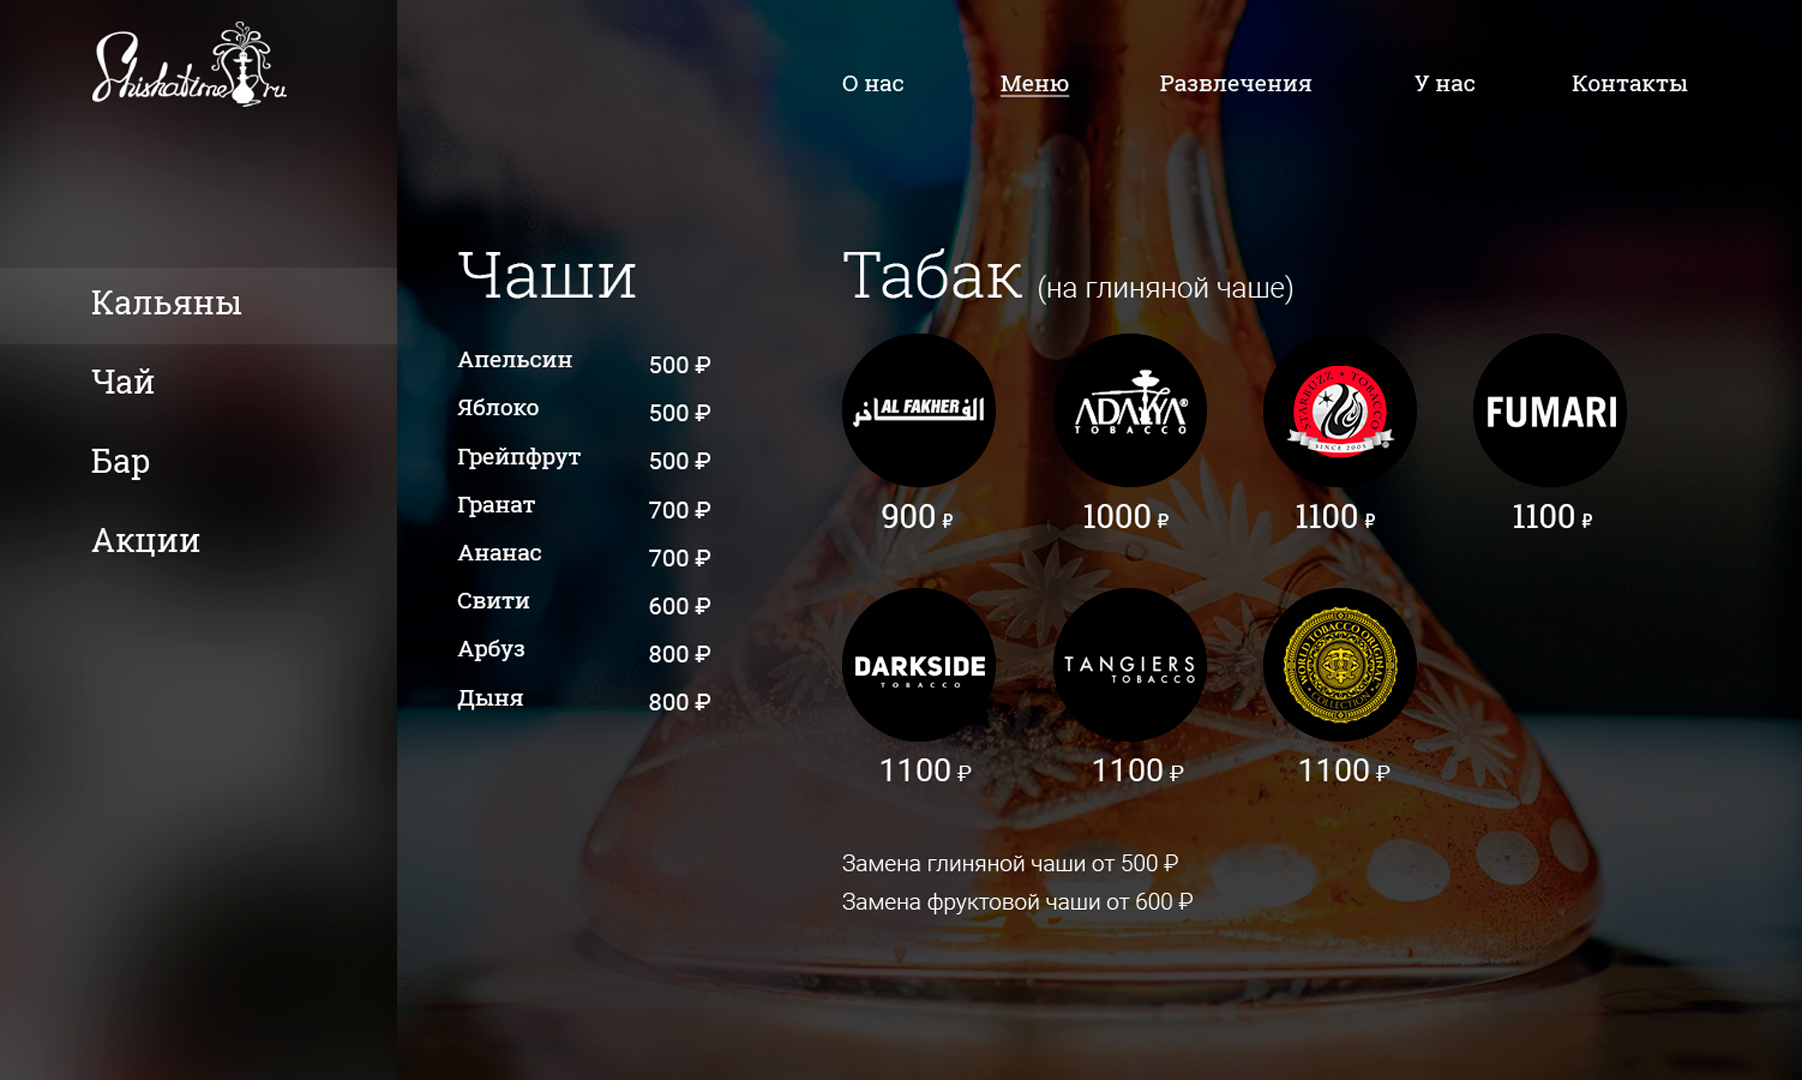 Shishatime.ru
О нас
Меню
Развлечения
У нас
Контакты
Кальяны
Чай
Бар
Акции
Чаши
Апельсин 500 ₽
Яблоко 500 ₽
Грейпфрут 500 ₽
Гранат 700 ₽
Ананас 700 ₽
Свити 600 ₽
Арбуз 800 ₽
Дыня 800 ₽
Табак (на глиняной чаше)
AL FAKHER الفاخر
ADALYA®
TOBACCO
STARBUZZ • TOBACCO
SINCE 2005 ®
FUMARI
900 ₽
1000 ₽
1100 ₽
1100 ₽
DARKSIDE
TOBACCO
TANGIERS
TOBACCO
WORLD TOBACCO ORIGINAL
COLLECTION
1100 ₽
1100 ₽
1100 ₽
Замена глиняной чаши от 500 ₽
Замена фруктовой чаши от 600 ₽